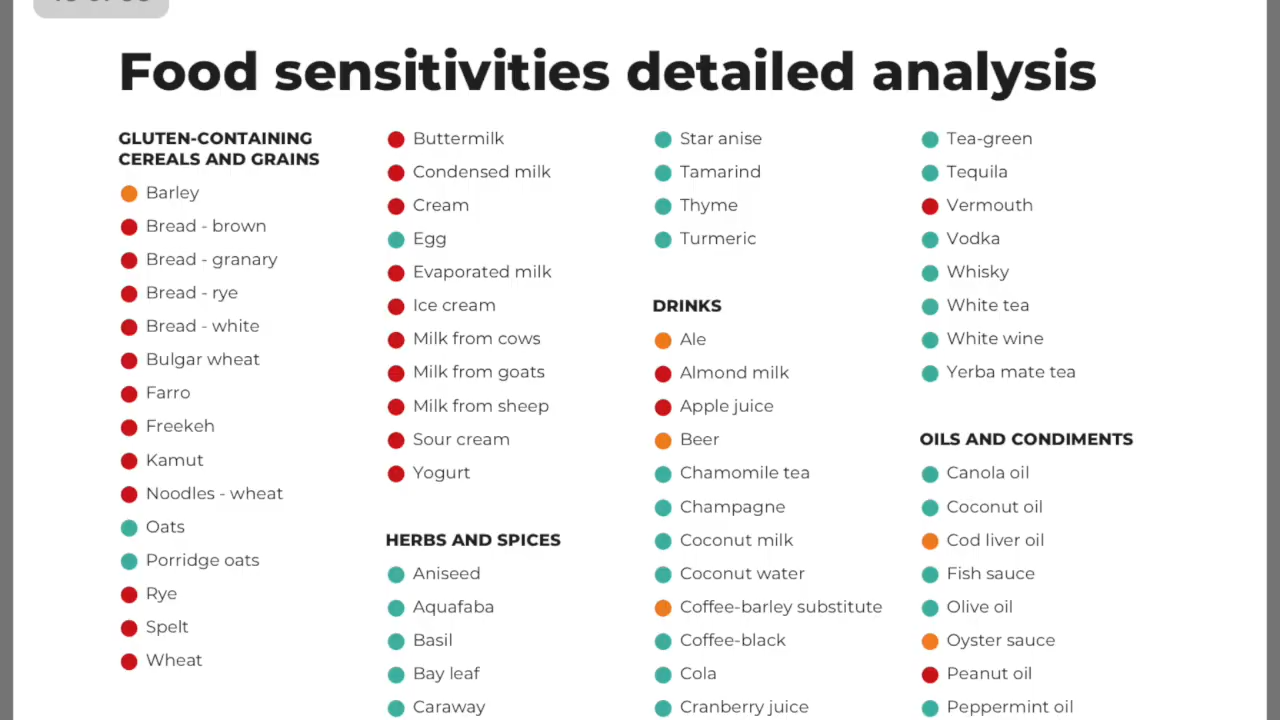 Food sensitivities detailed analysis
GLUTEN-CONTAINING
CEREALS AND GRAINS
Barley
Bread - brown
Bread - granary
Bread - rye
Bread - white
Bulgar wheat
Farro
Freekeh
Kamut
Noodles - wheat
Oats
Porridge oats
Rye
Spelt
Wheat
Buttermilk
Condensed milk
Cream
Egg
Evaporated milk
Ice cream
Milk from cows
Milk from goats
Milk from sheep
Sour cream
Yogurt
HERBS AND SPICES
Aniseed
Aquafaba
Basil
Bay leaf
Caraway
Star anise
Tamarind
Thyme
Turmeric
DRINKS
Ale
Almond milk
Apple juice
Beer
Chamomile tea
Champagne
Coconut milk
Coconut water
Coffee-barley substitute
Coffee-black
Cola
Cranberry juice
Tea-green
Tequila
Vermouth
Vodka
Whisky
White tea
White wine
Yerba mate tea
OILS AND CONDIMENTS
Canola oil
Coconut oil
Cod liver oil
Fish sauce
Olive oil
Oyster sauce
Peanut oil
Peppermint oil